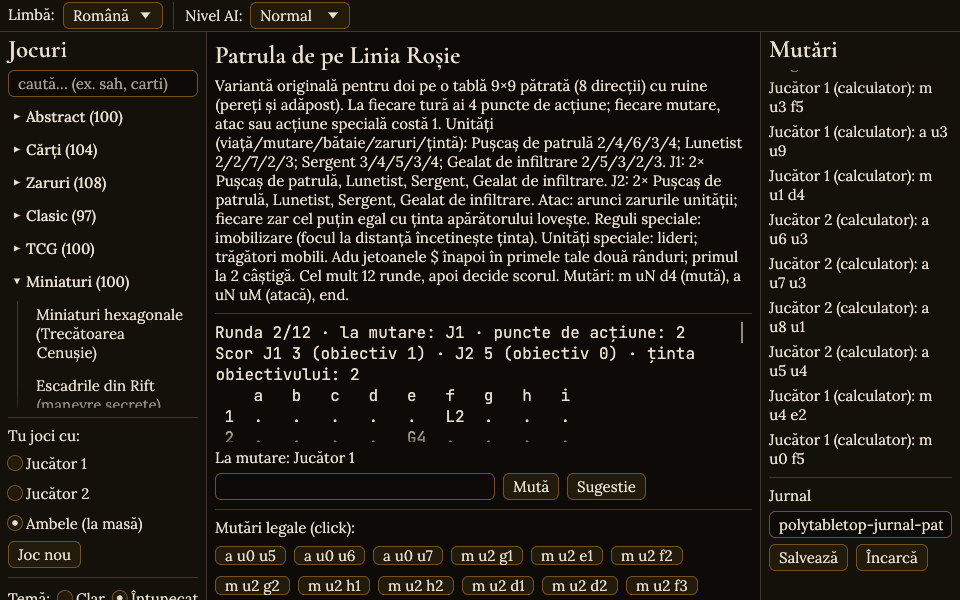 Limbă: Română Nivel AI: Normal
Jocuri
caută... (ex. sah, carti)
Abstract (100)
Cărți (104)
Zaruri (108)
Clasic (97)
TCG (100)
Miniaturi (100)
Miniaturi hexagonale
(Trecătoarea
Cenușie)
Escadrile din Rift
(manevre secrete)
Tu joci cu:
Jucător 1
Jucător 2
Ambele (la masă)
Joc nou
Temă: Clar Întunecat
Patrula de pe Linia Roșie
Variantă originală pentru doi pe o tablă 9×9 pătrată (8 direcții) cu ruine
(pereți și adăpost). La fiecare tură ai 4 puncte de acțiune; fiecare mutare,
atac sau acțiune specială costă 1. Unități
(viață/mutare/bătaie/zaruri/țintă): Pușcaș de patrulă 2/4/6/3/4; Lunetist
2/2/7/2/3; Sergent 3/4/5/3/4; Gealat de infiltrare 2/5/3/2/3. J1: 2×
Pușcaș de patrulă, Lunetist, Sergent, Gealat de infiltrare. J2: 2× Pușcaș de
patrulă, Lunetist, Sergent, Gealat de infiltrare. Atac: arunci zarurile unității;
fiecare zar cel puțin egal cu ținta apărătorului lovește. Reguli speciale:
imobilizare (focul la distanță încetinește ținta). Unități speciale: lideri;
trăgători mobili. Adu jetoanele $ înapoi în primele tale două rânduri; primul
la 2 câștigă. Cel mult 12 runde, apoi decide scorul. Mutări: m uN d4 (mută), a
uN uM (atacă), end.
Runda 2/12 · la mutare: J1 · puncte de acțiune: 2
Scor J1 3 (obiectiv 1) · J2 5 (obiectiv 0) · ținta
obiectivului: 2
a b c d e f g h i
1 . . . . . L2 . . .
2 . . . . G4 . . . .
La mutare: Jucător 1
Mută Sugestie
Mutări legale (click):
a u0 u5 a u0 u6 a u0 u7 m u2 g1 m u2 e1 m u2 f2
m u2 g2 m u2 h1 m u2 h2 m u2 d1 m u2 d2 m u2 f3
Mutări
Jucător 1 (calculator): m
u3 f5
Jucător 1 (calculator): a u3
u9
Jucător 1 (calculator): m
u1 d4
Jucător 2 (calculator): a
u6 u3
Jucător 2 (calculator): a
u7 u3
Jucător 2 (calculator): a
u8 u1
Jucător 2 (calculator): a
u5 u4
Jucător 1 (calculator): m
u4 e2
Jucător 1 (calculator): m
u0 f5
Jurnal
polytabletop-jurnal-pat
Salvează Încarcă